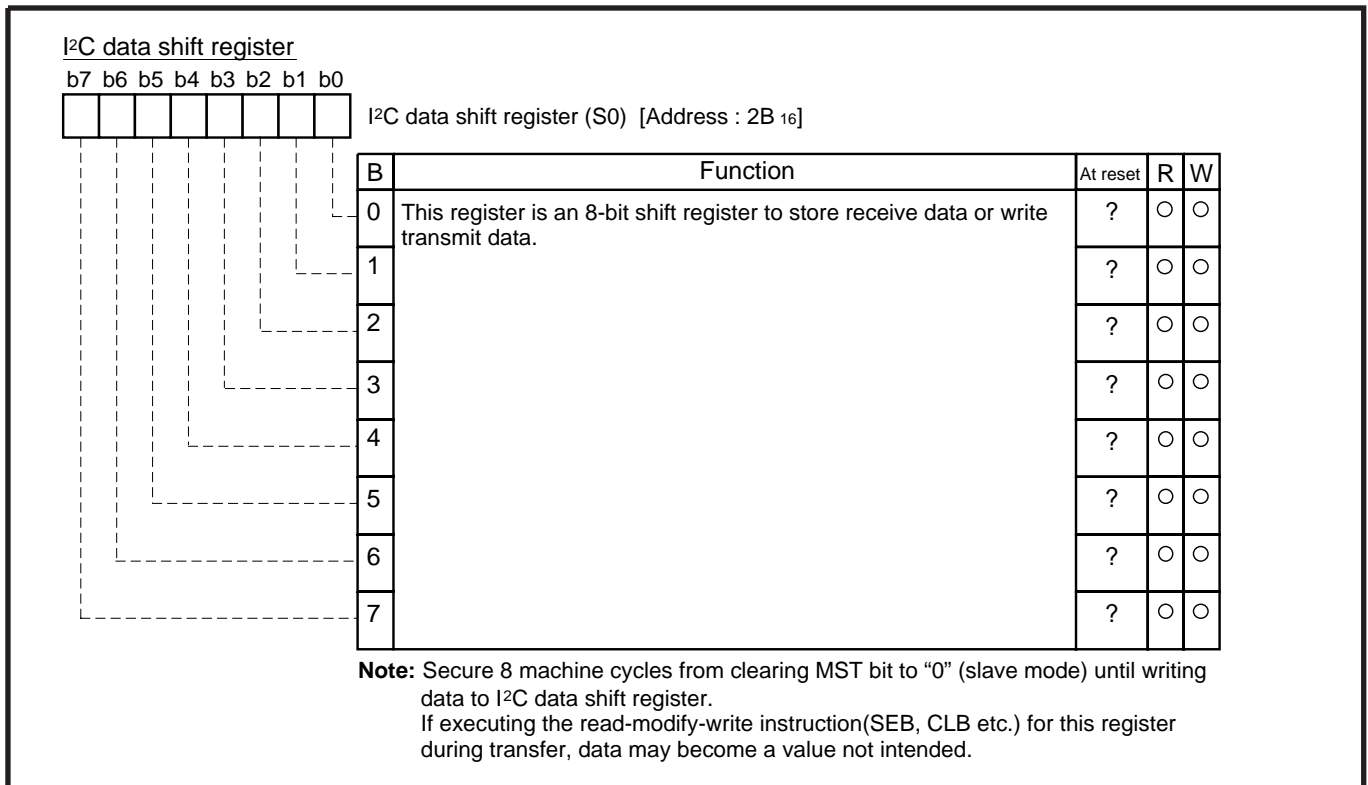 I2C data shift register
b7 b6 b5 b4 b3 b2 b1 b0
I2C data shift register (S0) [Address : 2B 16]
B Function At reset R W
0 This register is an 8-bit shift register to store receive data or write ? ○ ○
transmit data.
1 ? ○ ○
2 ? ○ ○
3 ? ○ ○
4 ? ○ ○
5 ? ○ ○
6 ? ○ ○
7 ? ○ ○
Note: Secure 8 machine cycles from clearing MST bit to “0” (slave mode) until writing
data to I2C data shift register.
If executing the read-modify-write instruction(SEB, CLB etc.) for this register
during transfer, data may become a value not intended.